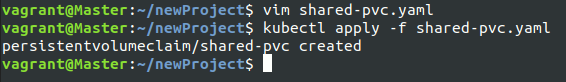 vagrant@Master:~/newProject$ vim shared-pvc.yaml
vagrant@Master:~/newProject$ kubectl apply -f shared-pvc.yaml
persistentvolumeclaim/shared-pvc created
vagrant@Master:~/newProject$